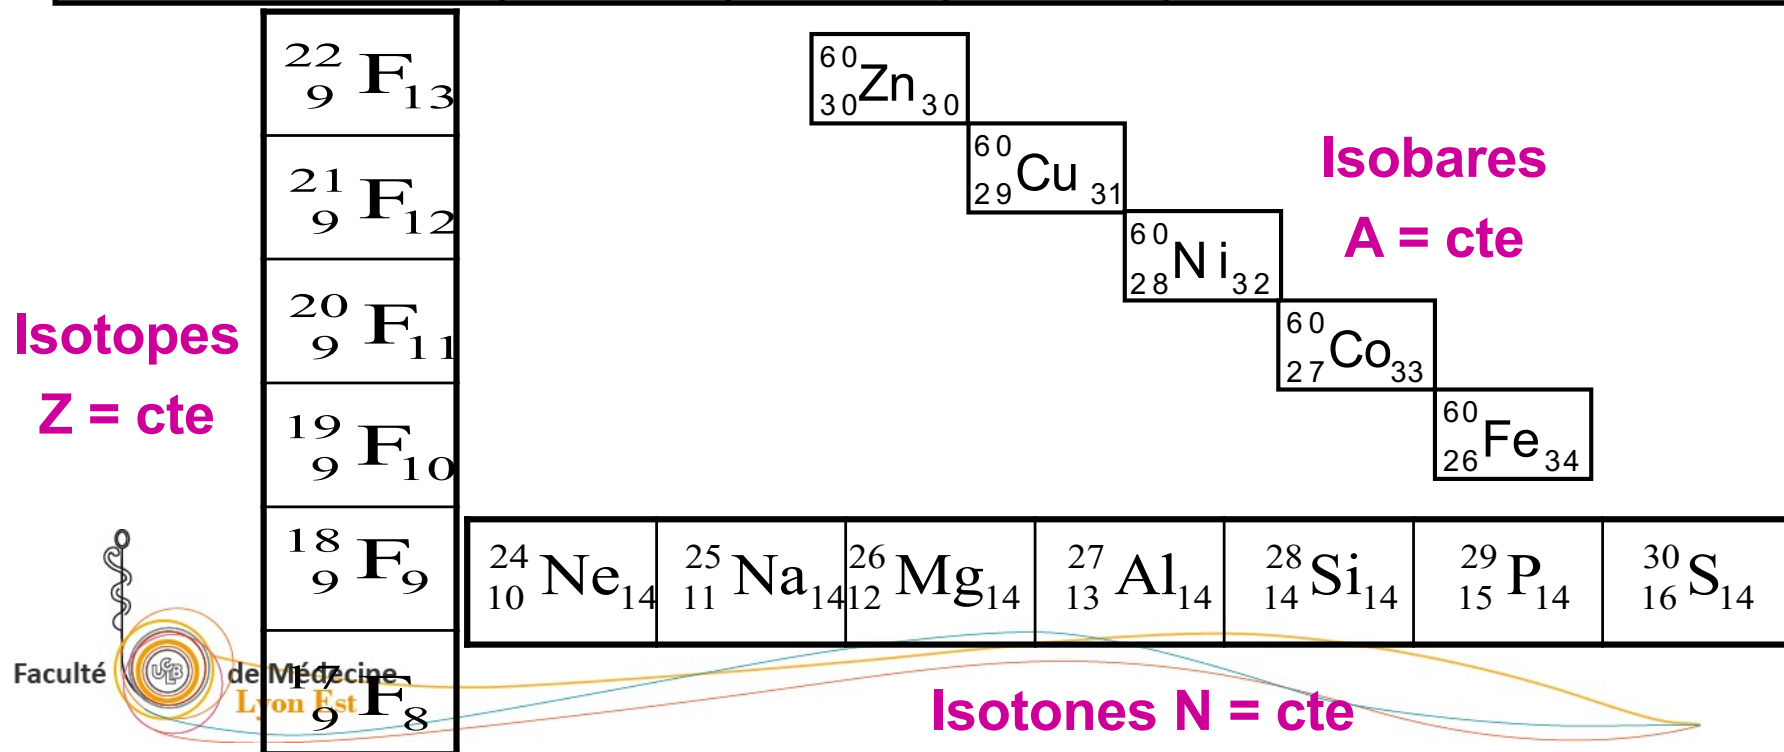 22 9 F 13
21 9 F 12
20 9 F 11
19 9 F 10
18 9 F 9
17 9 F 8
Isotopes
Z = cte
60 30 Zn 30
60 29 Cu 31
60 28 Ni 32
60 27 Co 33
60 26 Fe 34
Isobares
A = cte
24 10 Ne 14 25 11 Na 14 26 12 Mg 14 27 13 Al 14 28 14 Si 14 29 15 P 14 30 16 S 14
Isotones N = cte
Faculté de Médecine
Lyon Est
UCB